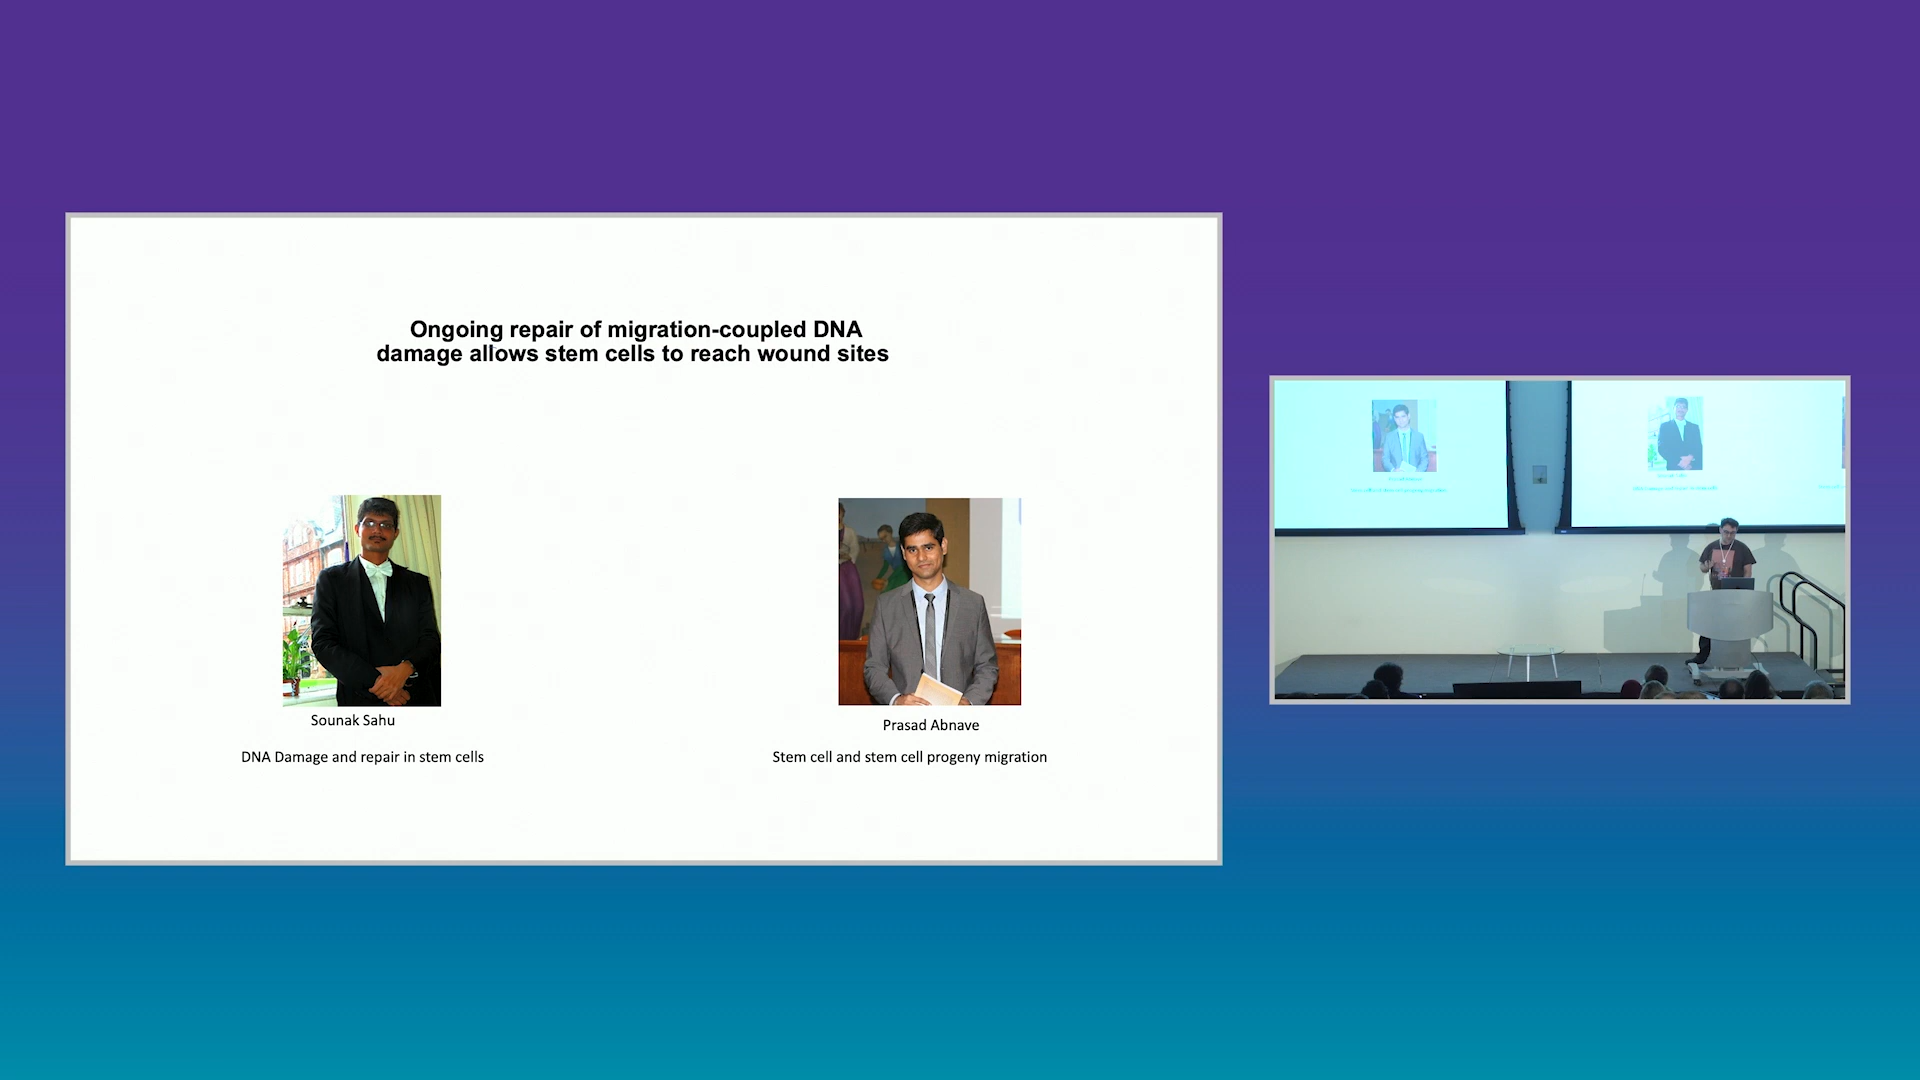 Ongoing repair of migration-coupled DNA
damage allows stem cells to reach wound sites
Sounak Sahu
Prasad Abnave
DNA Damage and repair in stem cells
Stem cell and stem cell progeny migration